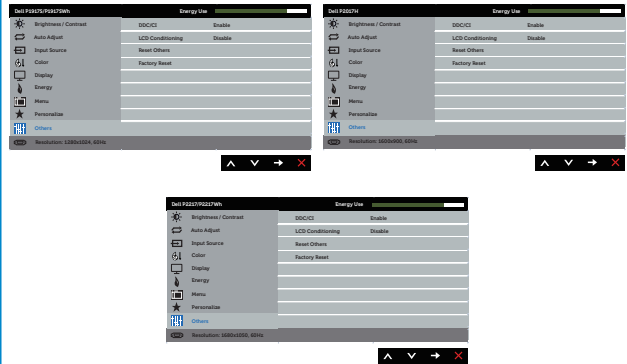 Dell P1917S/P1917SWh Energy Use
Brightness / Contrast DDC/CI Enable
Auto Adjust LCD Conditioning Disable
Input Source Reset Others
Color Factory Reset
Display
Energy
Menu
Personalize
Others
Resolution: 1280x1024, 60Hz
Dell P2017H Energy Use
Brightness / Contrast DDC/CI Enable
Auto Adjust LCD Conditioning Disable
Input Source Reset Others
Color Factory Reset
Display
Energy
Menu
Personalize
Others
Resolution: 1600x900, 60Hz
Dell P2217/P2217Wh Energy Use
Brightness / Contrast DDC/CI Enable
Auto Adjust LCD Conditioning Disable
Input Source Reset Others
Color Factory Reset
Display
Energy
Menu
Personalize
Others
Resolution: 1680x1050, 60Hz